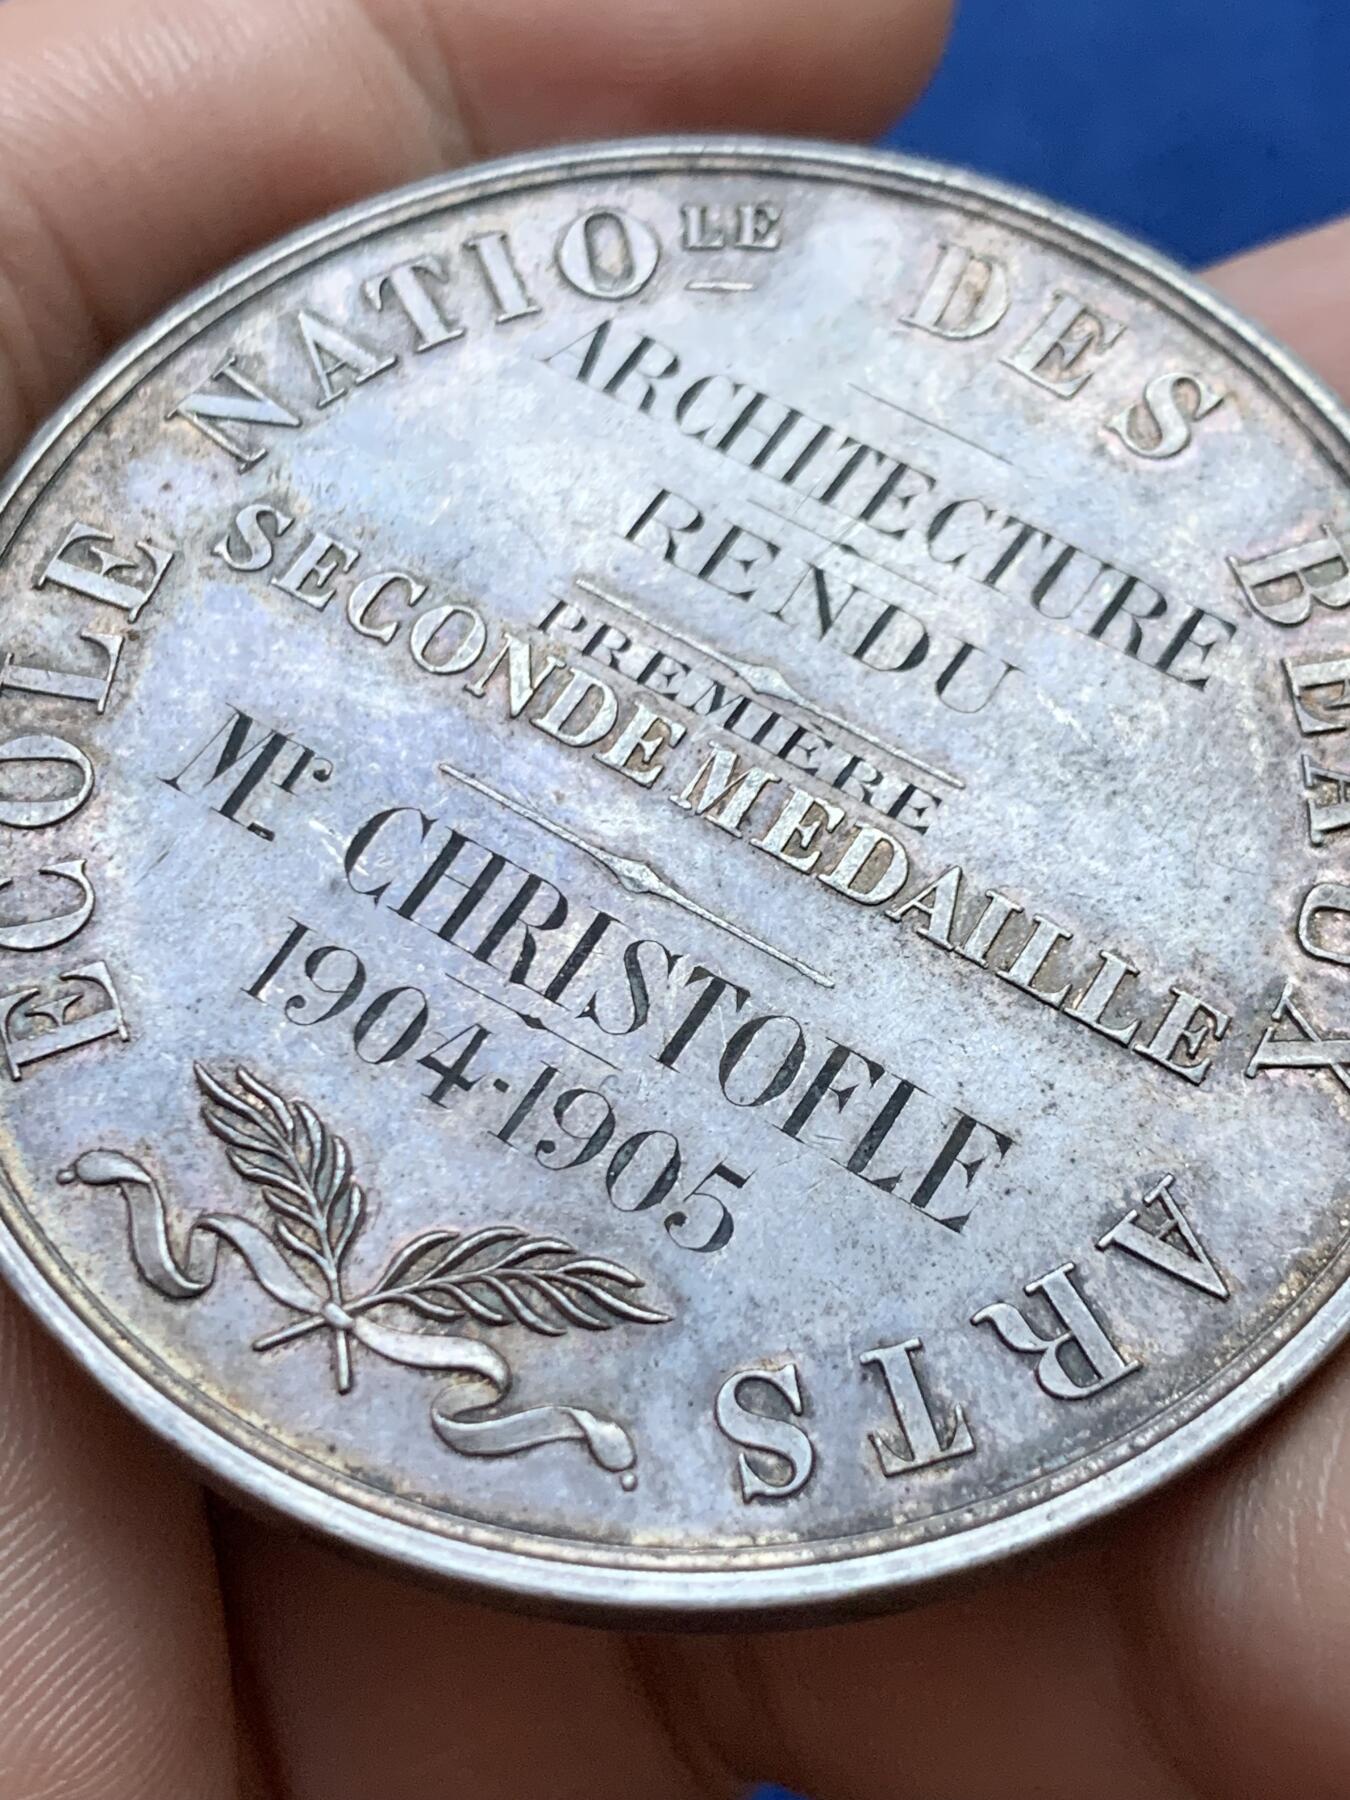 ECOLE NATIOLE DES BEAUX ARTS
ARCHITECTURE
RENDU
PREMIÈRE
SECONDE MEDAILLE
Mr CHRISTOFLE
1904-1905